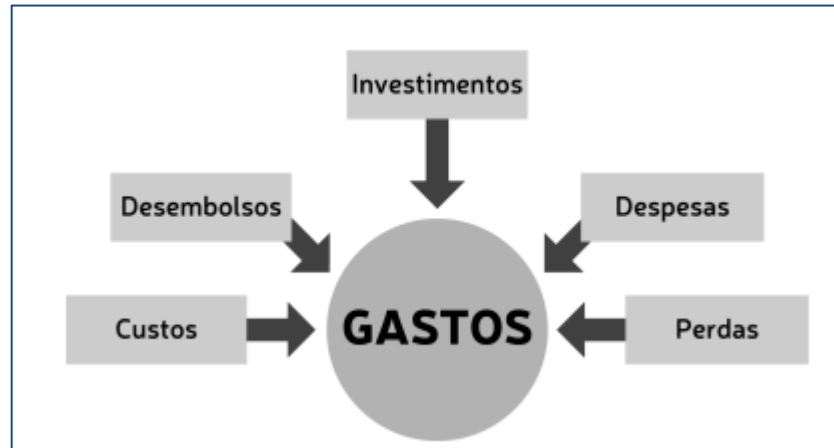 Investimentos
Desembolsos
Despesas
Custos
GASTOS
Perdas